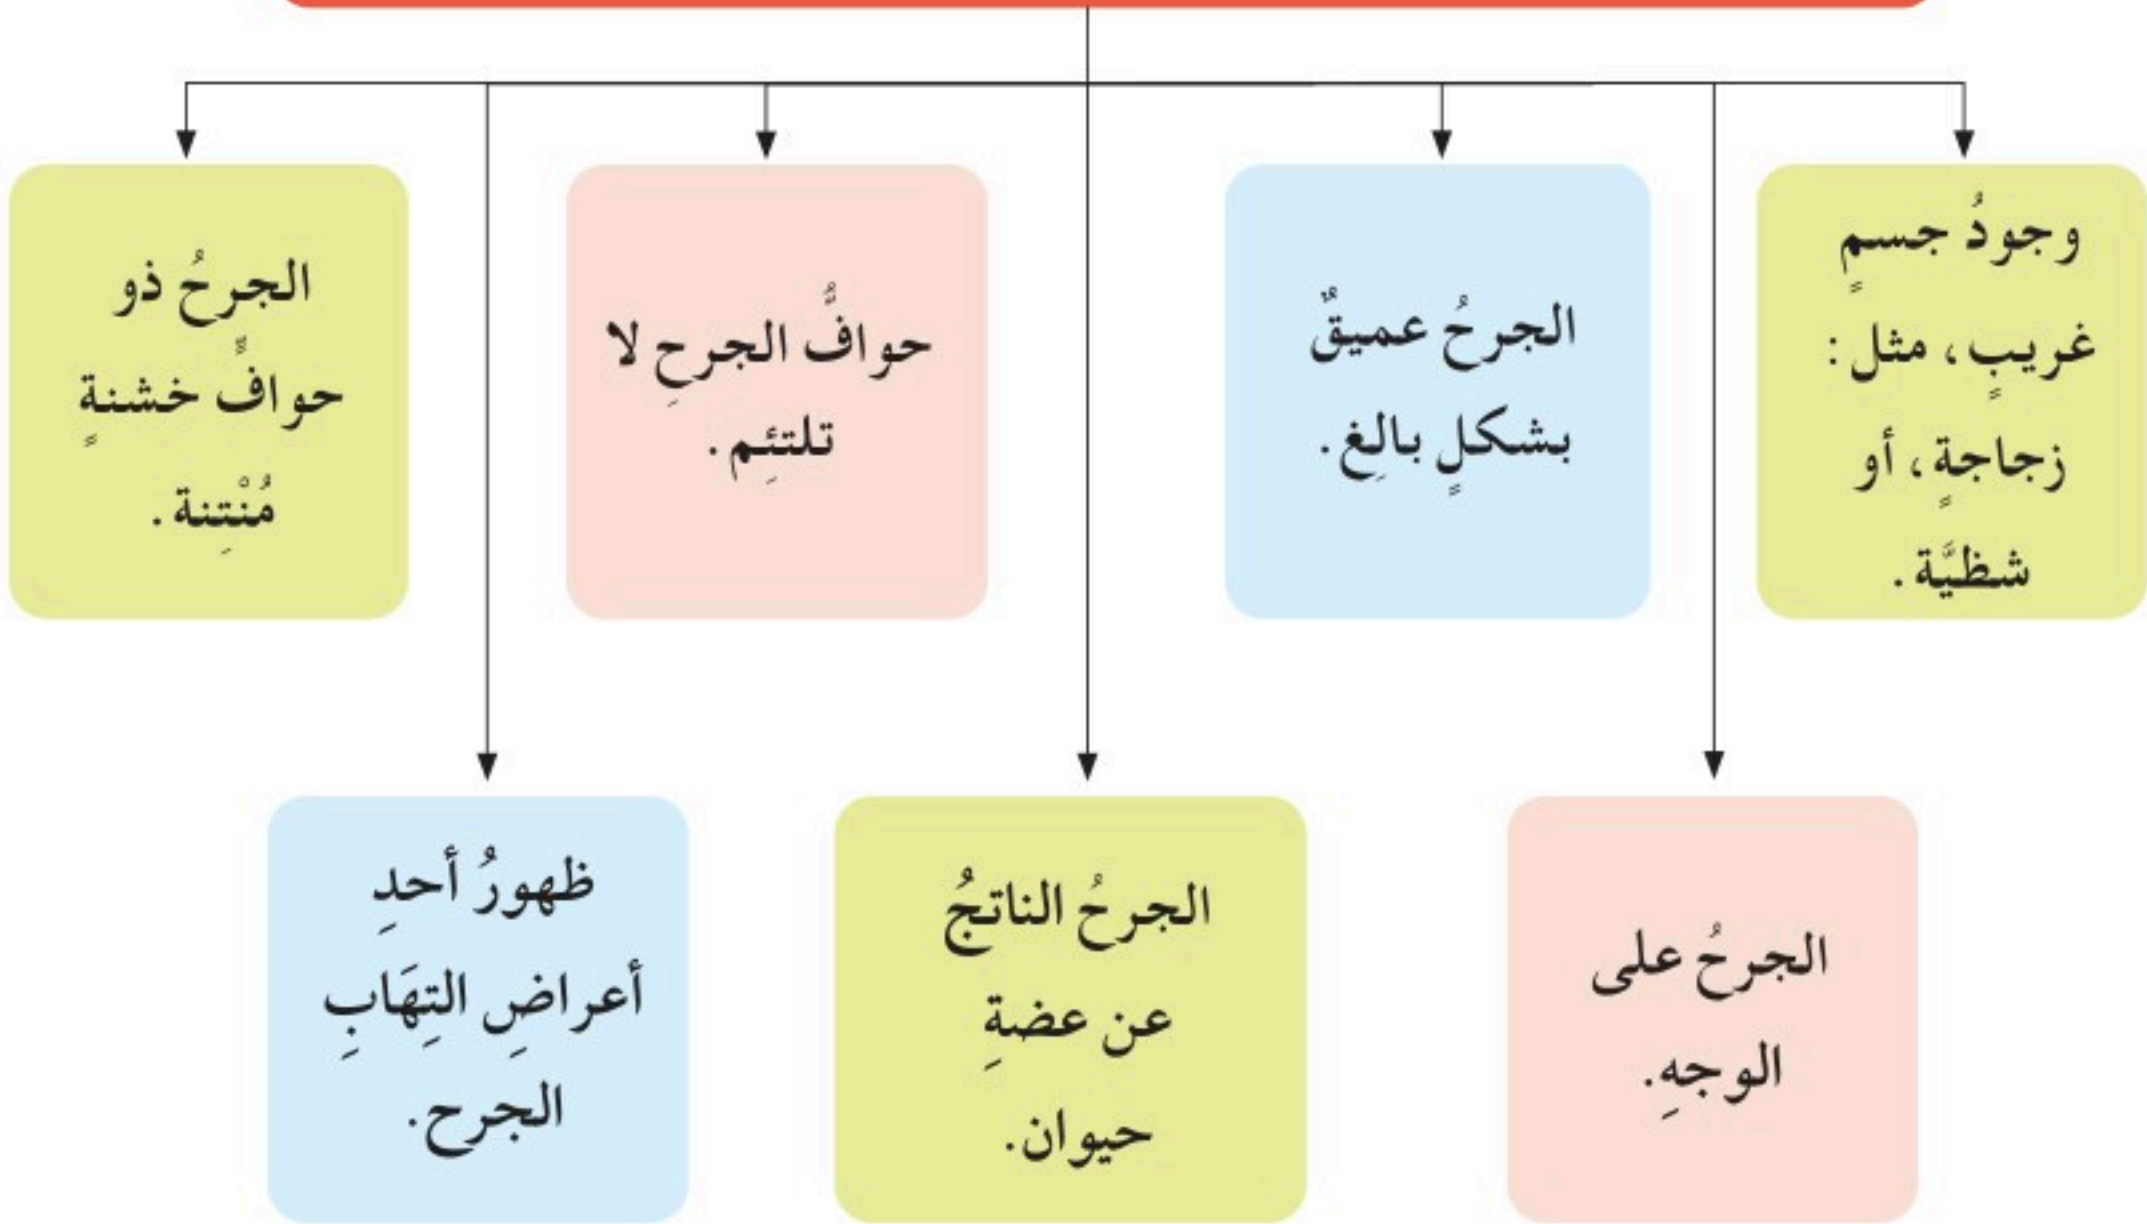 وجودُ جسمٍ
غريبٍ، مثل:
زجاجةٍ، أو
شظيَّة.
الجرحُ عميقٌ
بشكلٍ بالِغ.
حوافُّ الجرحِ لا
تلتئِم.
الجرحُ ذو
حوافٍّ خشنةٍ
مُنْتِنة.
الجرحُ على
الوجهِ.
الجرحُ الناتجُ
عن عضةِ
حيوان.
ظهورُ أحدِ
أعراضِ التِهَابِ
الجرح.